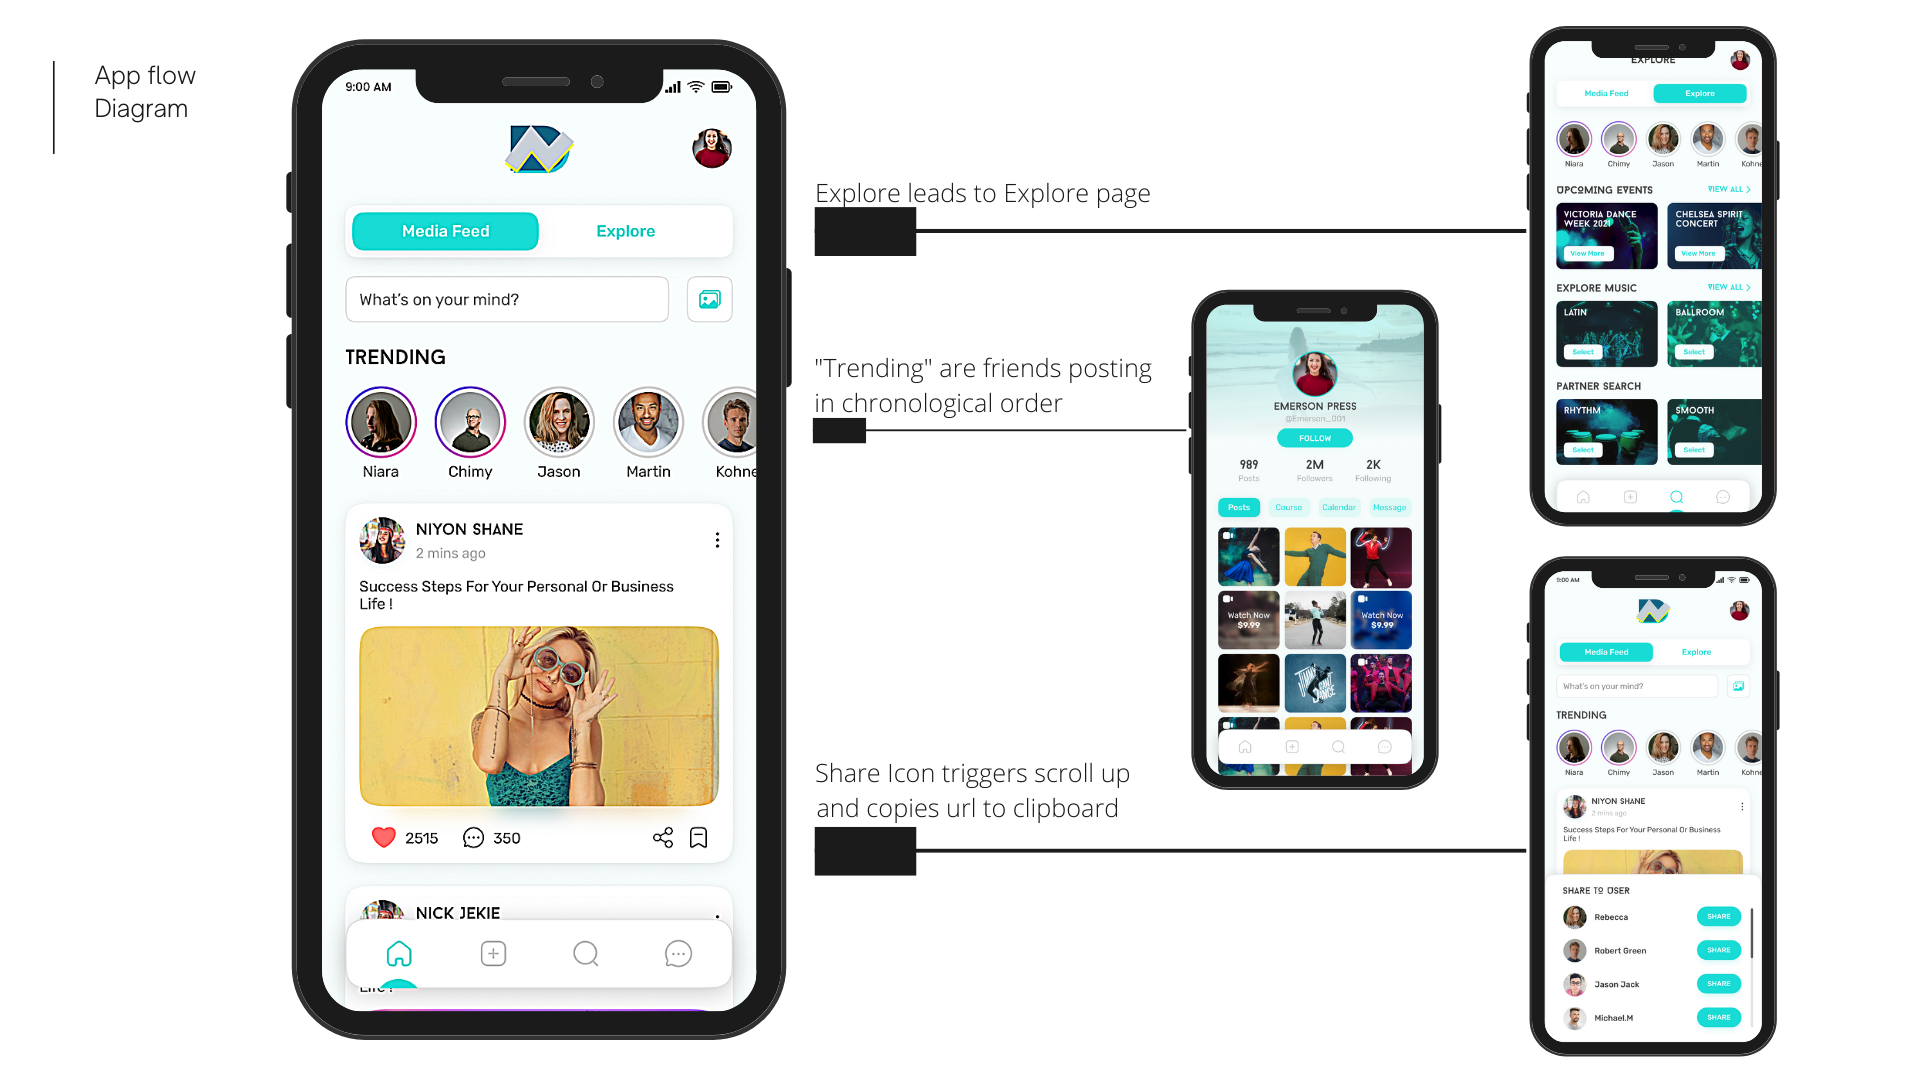 App flow
Diagram
9:00 AM
Media Feed
Explore
What's on your mind?
TRENDING
Niara
Chimy
Jason
Martin
Kohne
NIYON SHANE
2 mins ago
Success Steps For Your Personal Or Business
Life !
2515
350
NICK JEKIE
Life !
Explore leads to Explore page
"Trending" are friends posting
in chronological order
Share Icon triggers scroll up
and copies url to clipboard
EMERSON PRESS
@Emerson_001
FOLLOW
989
2M
2K
Posts
Followers
Following
Posts
Course
Calendar
Message
Watch Now
$9.99
Watch Now
$9.99
JIMMY
CAN'T
DANCE
EXPLORE
Media Feed
Explore
Niara
Chimy
Jason
Martin
Kohne
UPCOMING EVENTS
VIEW ALL
VICTORIA DANCE
WEEK 2021
View More
CHELSEA SPIRIT
CONCERT
View More
EXPLORE MUSIC
VIEW ALL
LATIN
Select
BALLROOM
Select
PARTNER SEARCH
RHYTHM
Select
SMOOTH
Select
9:00 AM
Media Feed
Explore
What's on your mind?
TRENDING
Niara
Chimy
Jason
Martin
Kohne
NIYON SHANE
2 mins ago
Success Steps For Your Personal Or Business
Life !
SHARE TO USER
Rebecca
SHARE
Robert Green
SHARE
Jason Jack
SHARE
Michael.M
SHARE